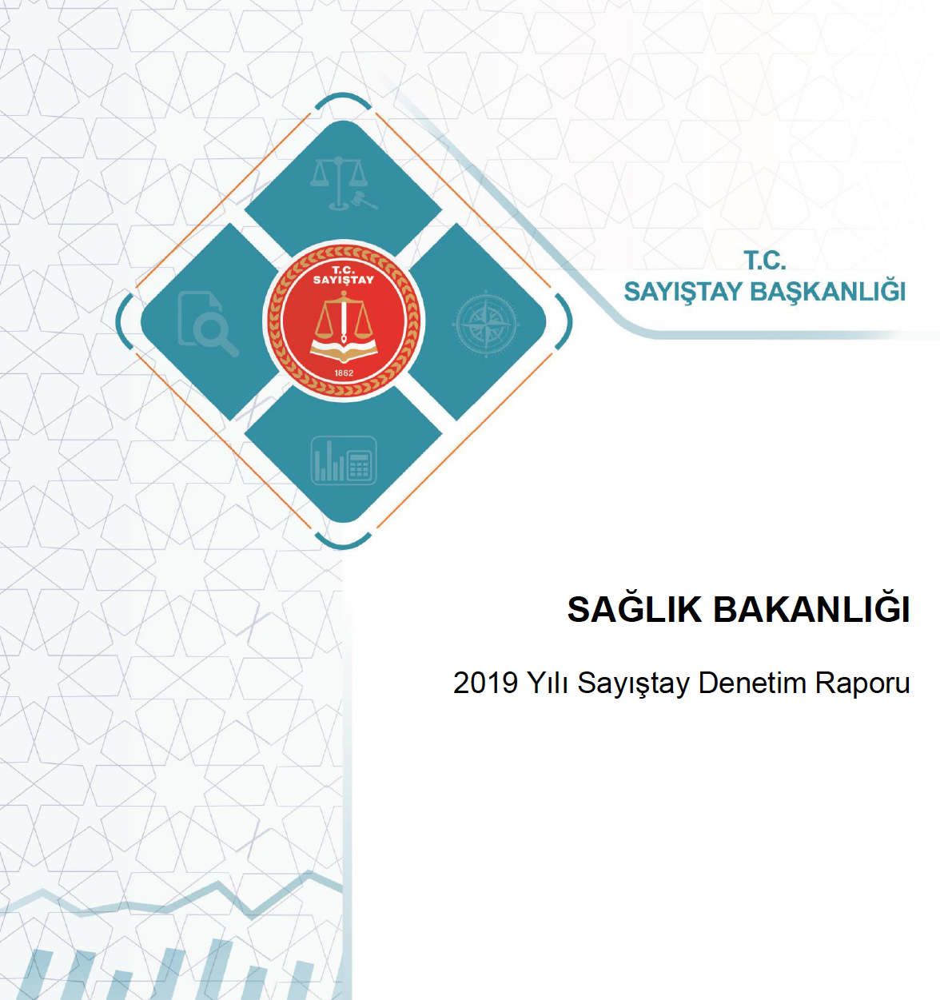 T.C.
SAYIŞTAY
1862
T.C.
SAYIŞTAY BAŞKANLIĞI
SAĞLIK BAKANLIĞI
2019 Yılı Sayıştay Denetim Raporu